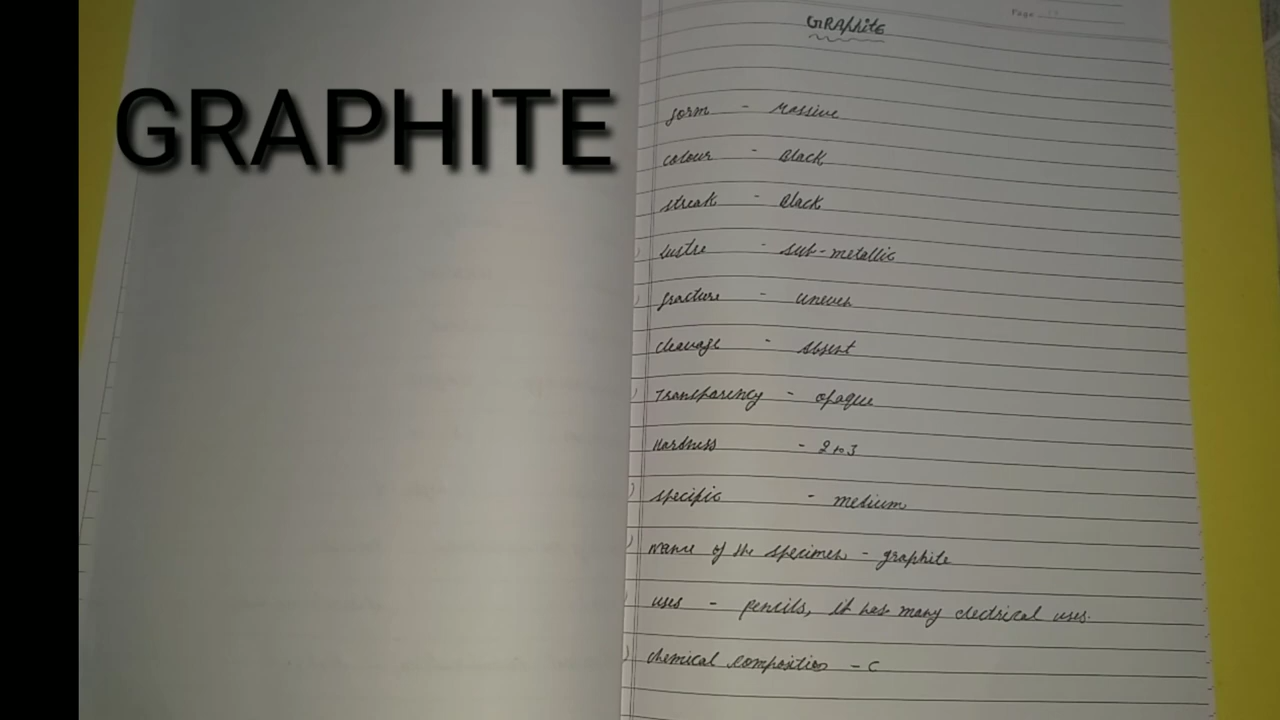 GRAPHITE
Page
GRAphite
form - Massive
colour - Black
streak - Black
Lustre - sub-metallic
fracture - uneven
cleavage - Absent
Transparency - opaque
Hardness - 2 to 3
specific - medium
Name of the specimen - graphite
uses - pencils, it has many electrical uses.
chemical composition - C